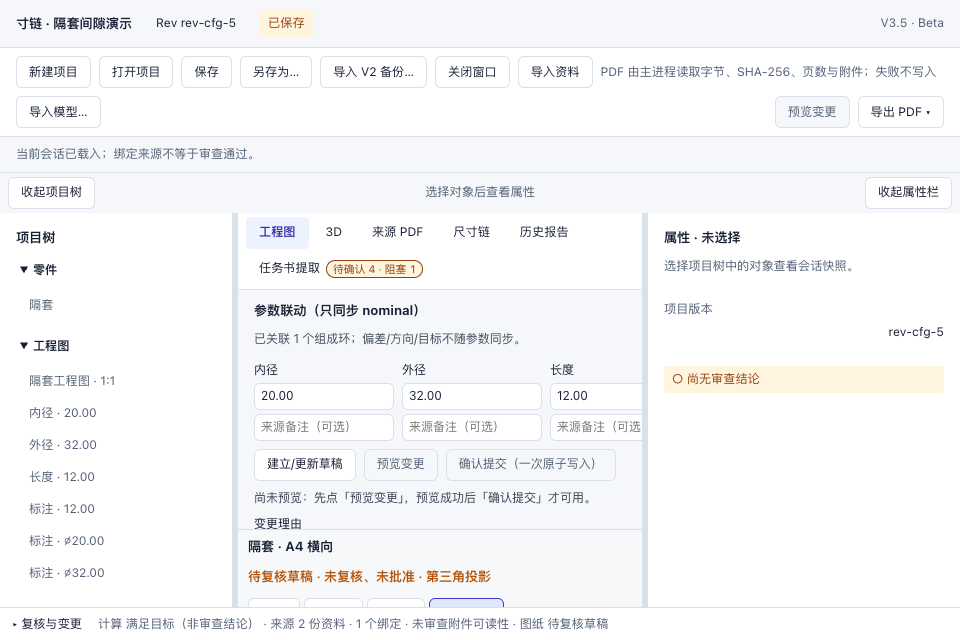 寸链 · 隔套间隙演示 Rev rev-cfg-5 已保存 V3.5 · Beta
新建项目 打开项目 保存 另存为… 导入 V2 备份… 关闭窗口 导入资料 PDF 由主进程读取字节、SHA-256、页数与附件；失败不写入
导入模型… 预览变更 导出 PDF ▾
当前会话已载入；绑定来源不等于审查通过。
收起项目树 选择对象后查看属性 收起属性栏
项目树
▼ 零件
隔套
▼ 工程图
隔套工程图 · 1:1
内径 · 20.00
外径 · 32.00
长度 · 12.00
标注 · 12.00
标注 · ⌀20.00
标注 · ⌀32.00
工程图 3D 来源 PDF 尺寸链 历史报告
任务书提取 待确认 4 · 阻塞 1
参数联动（只同步 nominal）
已关联 1 个组成环；偏差/方向/目标不随参数同步。
内径 外径 长度
20.00 32.00 12.00
来源备注（可选） 来源备注（可选） 来源备注（可选
建立/更新草稿 预览变更 确认提交（一次原子写入）
尚未预览：先点「预览变更」，预览成功后「确认提交」才可用。
变更理由
隔套 · A4 横向
待复核草稿 · 未复核、未批准 · 第三角投影
属性 · 未选择
选择项目树中的对象查看会话快照。
项目版本
rev-cfg-5
○ 尚无审查结论
▸ 复核与变更 计算 满足目标（非审查结论） · 来源 2 份资料 · 1 个绑定 · 未审查附件可读性 · 图纸 待复核草稿